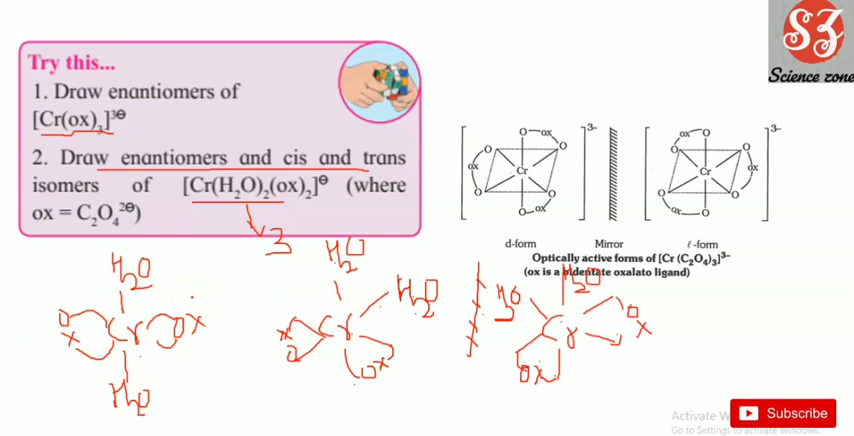 SZ
Science zone
Try this...
1. Draw enantiomers of
[Cr(ox)₃]³⊖
2. Draw enantiomers and cis and trans
isomers of [Cr(H₂O)₂(ox)₂]⊖ (where
ox = C₂O₄²⊖)
3
O ox O 3- ox O 3-
O O O O
ox Cr Cr ox
O O O O
O ox ox O
d-form Mirror ℓ-form
Optically active forms of [Cr (C₂O₄)₃]³⁻
(ox is a bidentate oxalato ligand)
H₂O H₂O H₂O
H₂O H₂O
ox Cr ox ox Cr Cr ox
ox ox
H₂O
Activate W
Go to Settings to activate Windows.
Subscribe